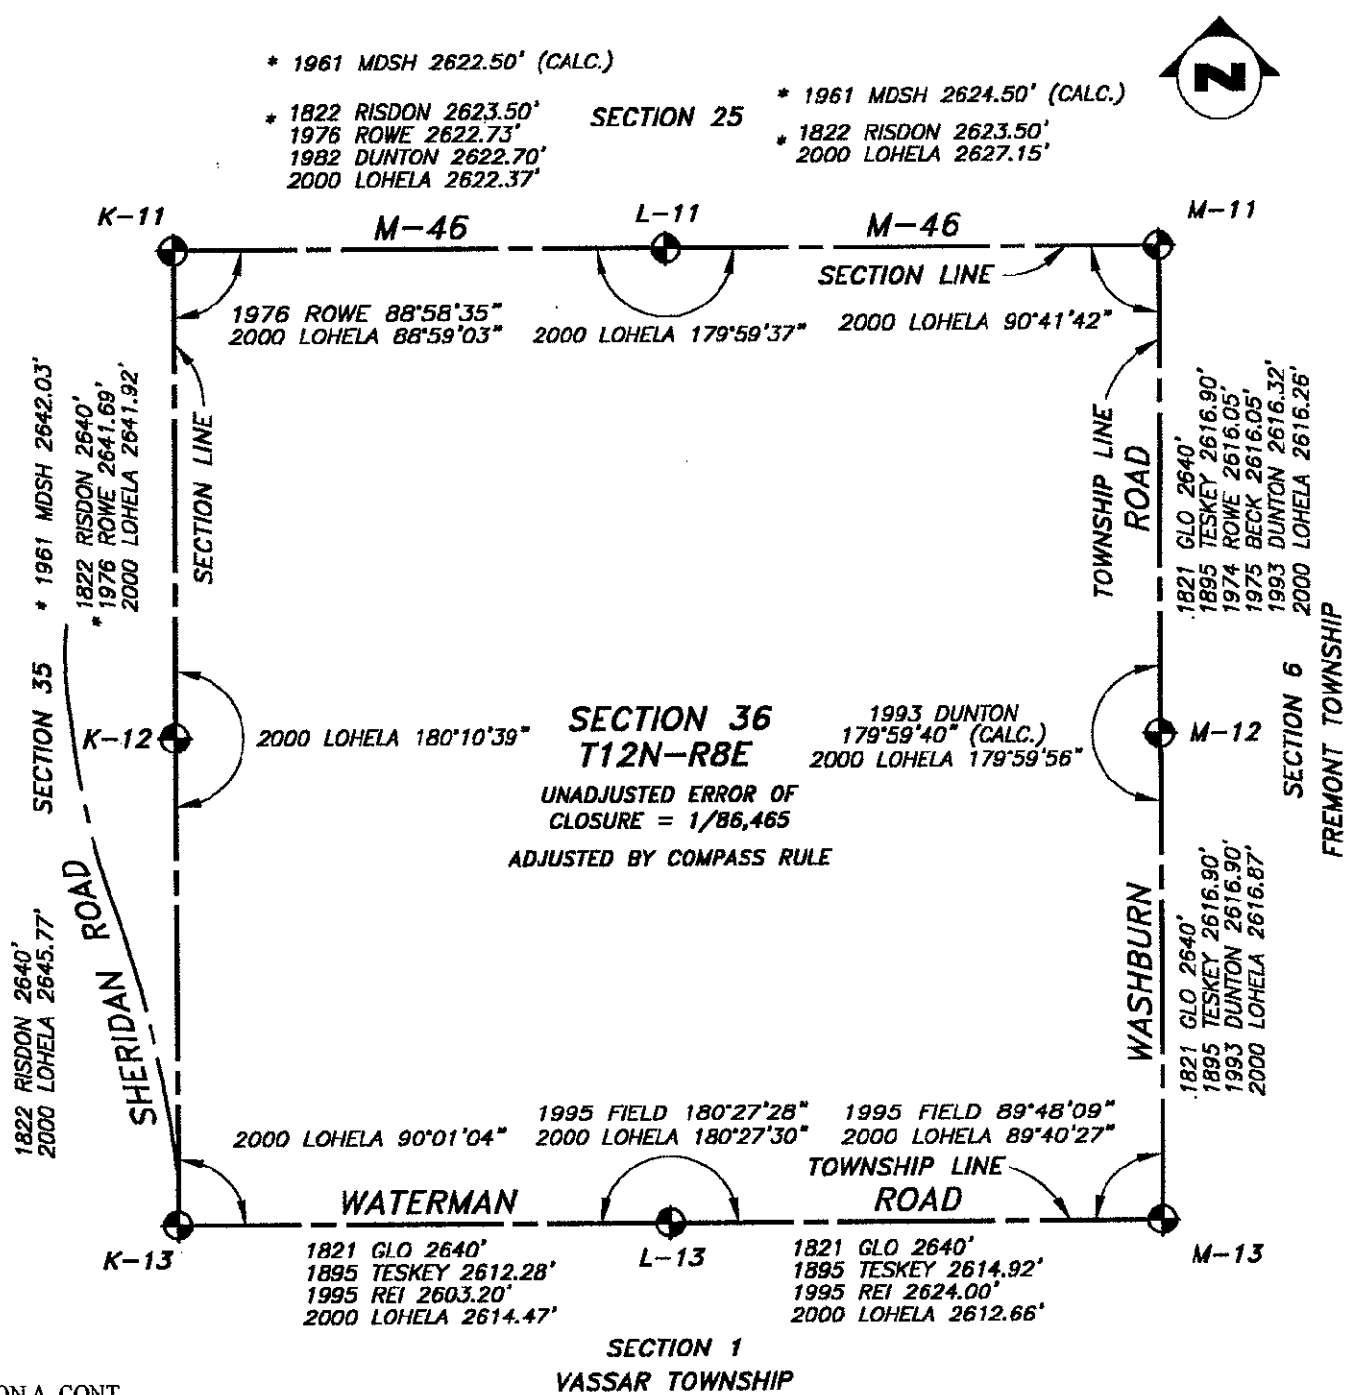 * 1961 MDSH 2622.50' (CALC.)
* 1822 RISDON 2623.50'
1976 ROWE 2622.73'
1982 DUNTON 2622.70'
2000 LOHELA 2622.37'
SECTION 25
* 1961 MDSH 2624.50' (CALC.)
* 1822 RISDON 2623.50'
2000 LOHELA 2627.15'
N
K-11
M-46
L-11
M-46
M-11
SECTION LINE
1976 ROWE 88°58'35"
2000 LOHELA 88°59'03"
2000 LOHELA 179°59'37"
2000 LOHELA 90°41'42"
* 1961 MDSH 2642.03'
1822 RISDON 2640'
* 1976 ROWE 2641.69'
2000 LOHELA 2641.92'
SECTION LINE
TOWNSHIP LINE
ROAD
1821 GLO 2640'
1895 TESKEY 2616.90'
1974 ROWE 2616.05'
1975 BECK 2616.05'
1993 DUNTON 2616.32'
2000 LOHELA 2616.26'
SECTION 35
K-12
2000 LOHELA 180°10'39"
SECTION 36
T12N-R8E
UNADJUSTED ERROR OF
CLOSURE = 1/86,465
ADJUSTED BY COMPASS RULE
1993 DUNTON
179°59'40" (CALC.)
2000 LOHELA 179°59'56"
M-12
SECTION 6
FREMONT TOWNSHIP
1822 RISDON 2640'
2000 LOHELA 2645.77'
SHERIDAN ROAD
WASHBURN
1821 GLO 2640'
1895 TESKEY 2616.90'
1993 DUNTON 2616.90'
2000 LOHELA 2616.87'
2000 LOHELA 90°01'04"
1995 FIELD 180°27'28"
2000 LOHELA 180°27'30"
1995 FIELD 89°48'09"
2000 LOHELA 89°40'27"
TOWNSHIP LINE
WATERMAN
ROAD
K-13
1821 GLO 2640'
1895 TESKEY 2612.28'
1995 REI 2603.20'
2000 LOHELA 2614.47'
L-13
1821 GLO 2640'
1895 TESKEY 2614.92'
1995 REI 2624.00'
2000 LOHELA 2612.66'
M-13
SECTION 1
VASSAR TOWNSHIP